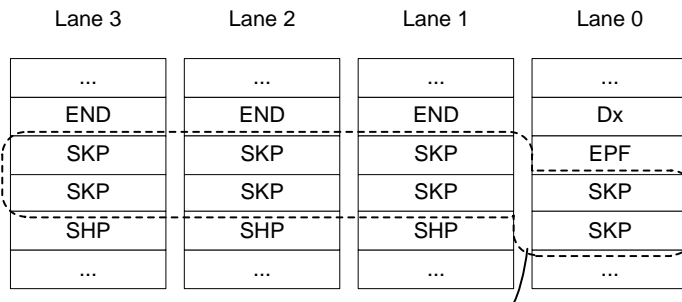 Lane 3 Lane 2 Lane 1 Lane 0
... ... ... ...
END END END Dx
SKP SKP SKP EPF
SKP SKP SKP SKP
SHP SHP SHP SKP
... ... ... ...